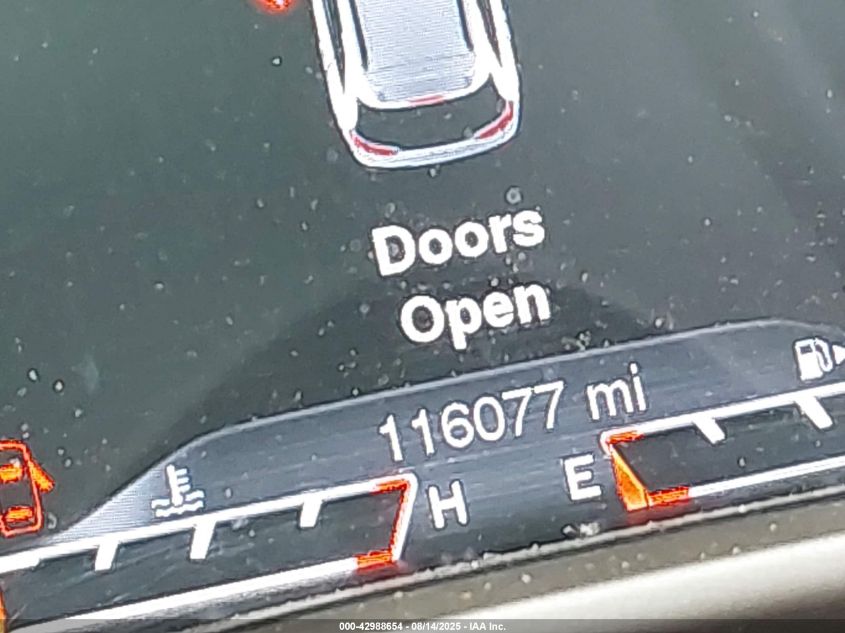 Doors
Open
116077 mi
H
E
000-42988654 - 08/14/2025 - IAA Inc.